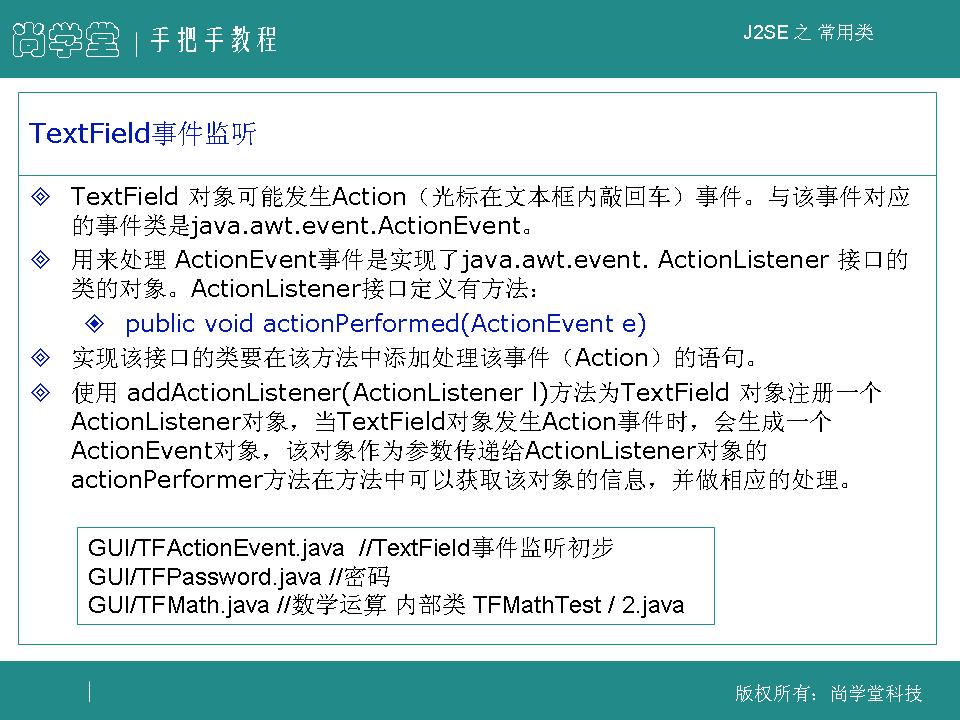 尚学堂 | 手把手教程
J2SE 之 常用类
TextField事件监听
TextField 对象可能发生Action（光标在文本框内敲回车）事件。与该事件对应
的事件类是java.awt.event.ActionEvent。
用来处理 ActionEvent事件是实现了java.awt.event. ActionListener 接口的
类的对象。ActionListener接口定义有方法：
public void actionPerformed(ActionEvent e)
实现该接口的类要在该方法中添加处理该事件（Action）的语句。
使用 addActionListener(ActionListener l)方法为TextField 对象注册一个
ActionListener对象，当TextField对象发生Action事件时，会生成一个
ActionEvent对象，该对象作为参数传递给ActionListener对象的
actionPerformer方法在方法中可以获取该对象的信息，并做相应的处理。
GUI/TFActionEvent.java //TextField事件监听初步
GUI/TFPassword.java //密码
GUI/TFMath.java //数学运算 内部类 TFMathTest / 2.java
版权所有：尚学堂科技